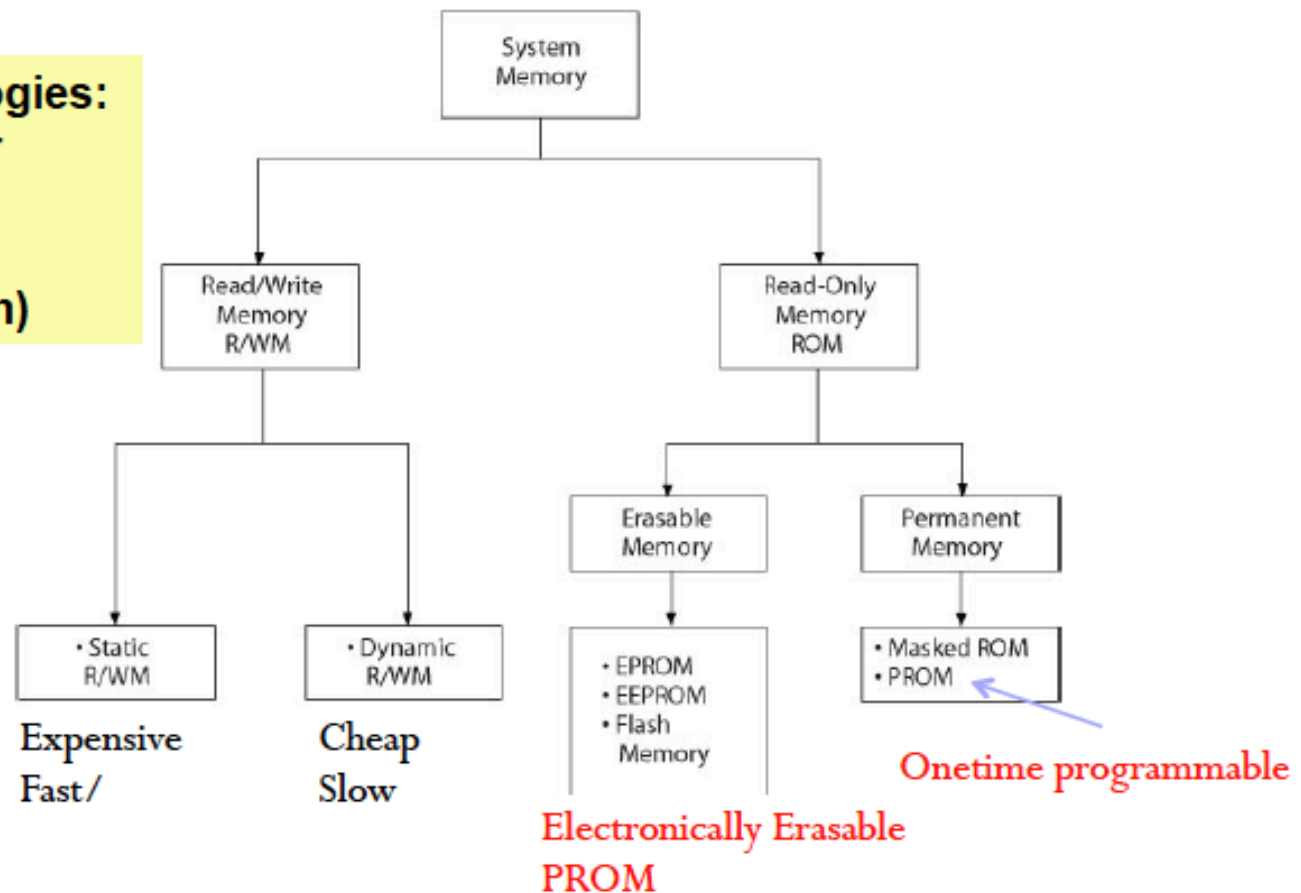 ogies:
n)
System
Memory
Read/Write
Memory
R/WM
Read-Only
Memory
ROM
Erasable
Memory
Permanent
Memory
• Static
R/WM
• Dynamic
R/WM
• EPROM
• EEPROM
• Flash
Memory
• Masked ROM
• PROM
Expensive
Fast/
Cheap
Slow
Onetime programmable
Electronically Erasable
PROM